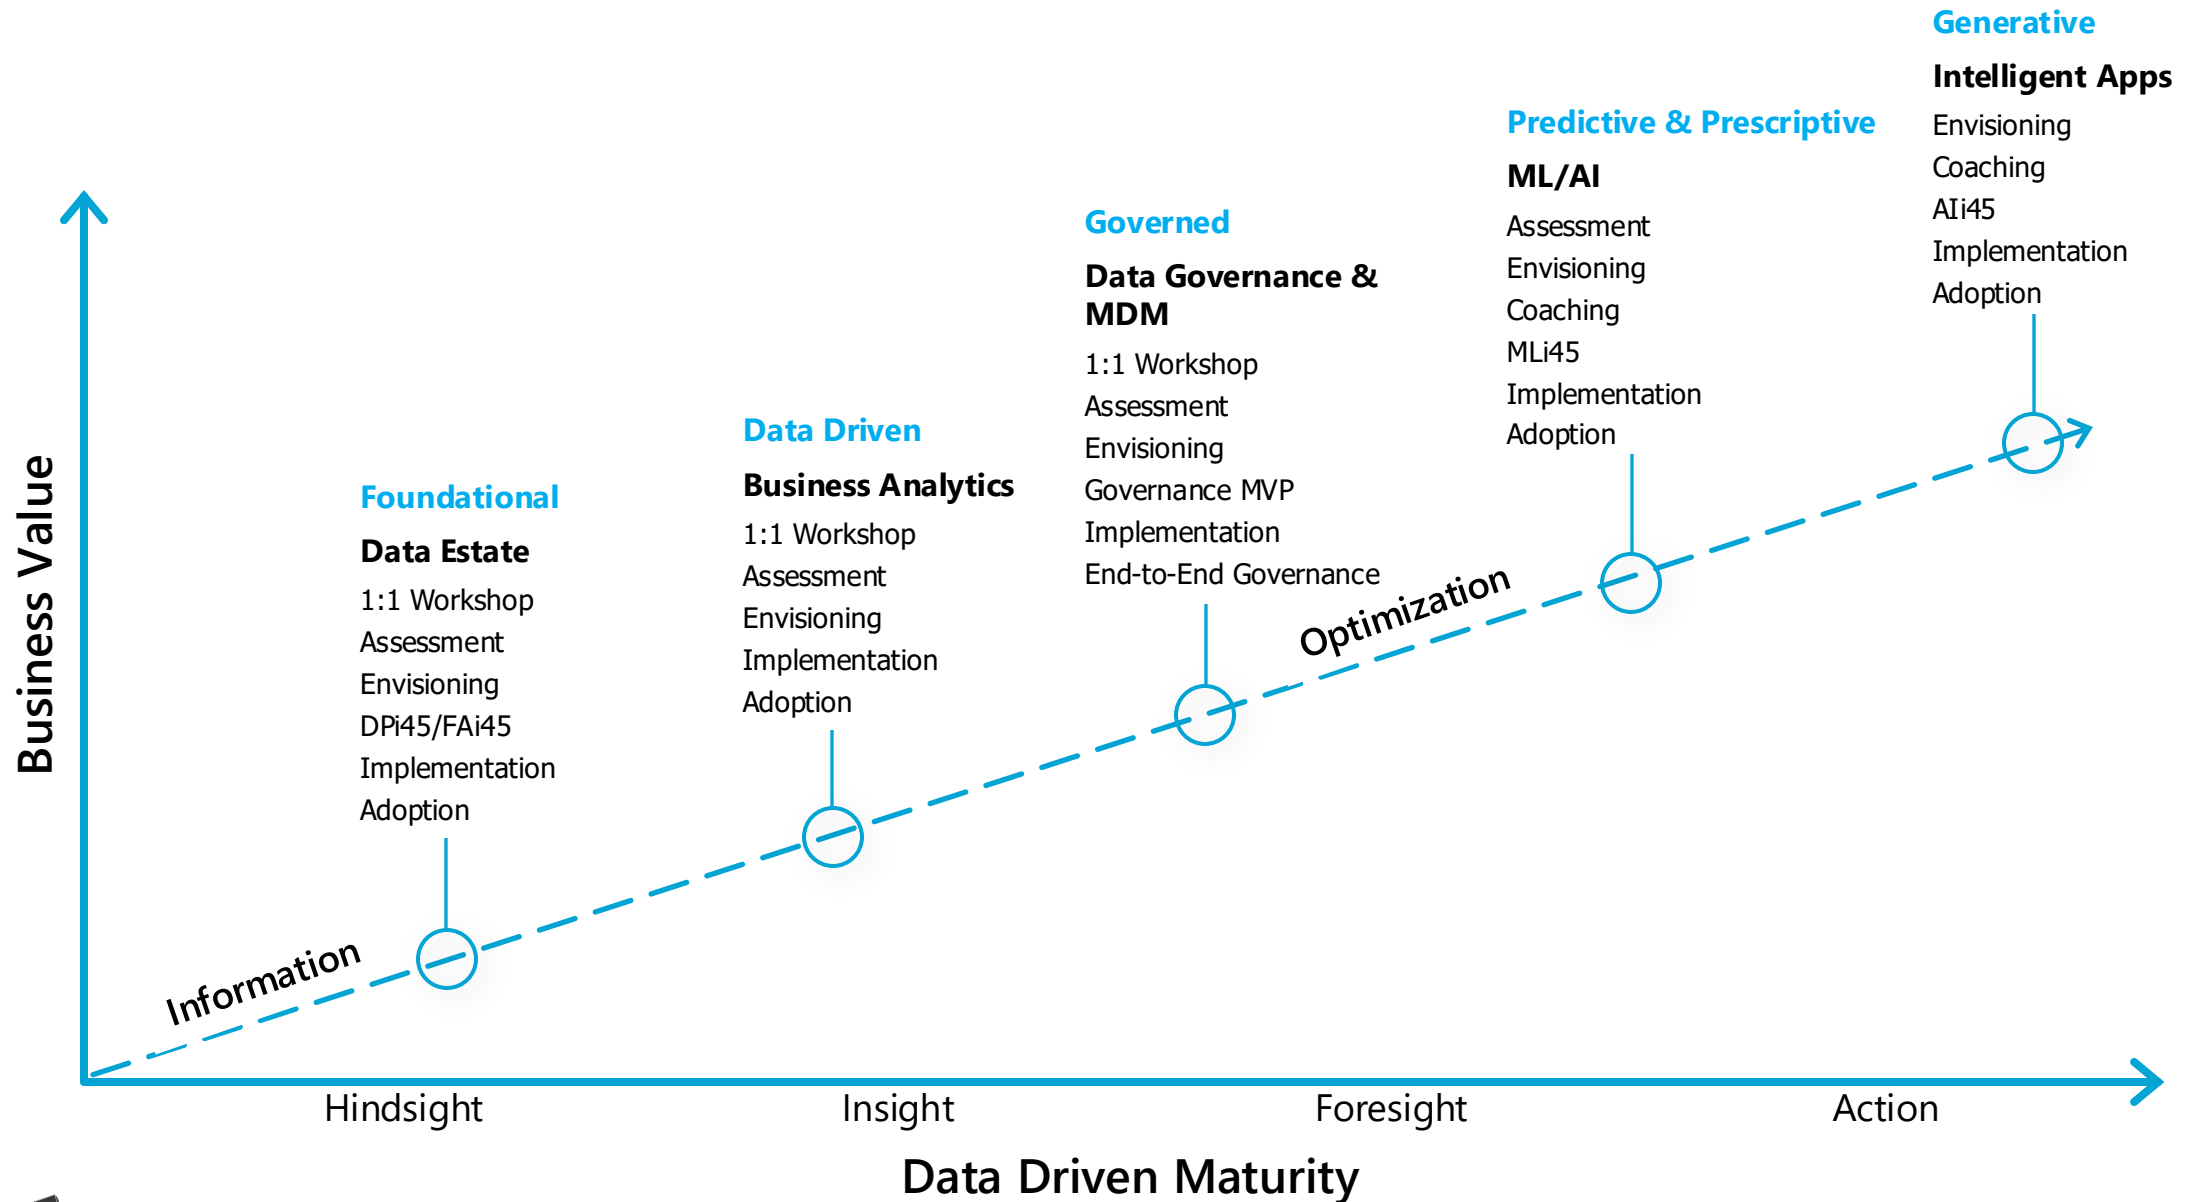 Generative
Intelligent Apps
Envisioning
Coaching
AIi45
Implementation
Adoption
Predictive & Prescriptive
ML/AI
Assessment
Envisioning
Coaching
MLi45
Implementation
Adoption
Governed
Data Governance &
MDM
1:1 Workshop
Assessment
Envisioning
Governance MVP
Implementation
End-to-End Governance
Data Driven
Business Analytics
1:1 Workshop
Assessment
Envisioning
Implementation
Adoption
Foundational
Data Estate
1:1 Workshop
Assessment
Envisioning
DPi45/FAi45
Implementation
Adoption
Business Value
Optimization
Information
Hindsight
Insight
Foresight
Action
Data Driven Maturity